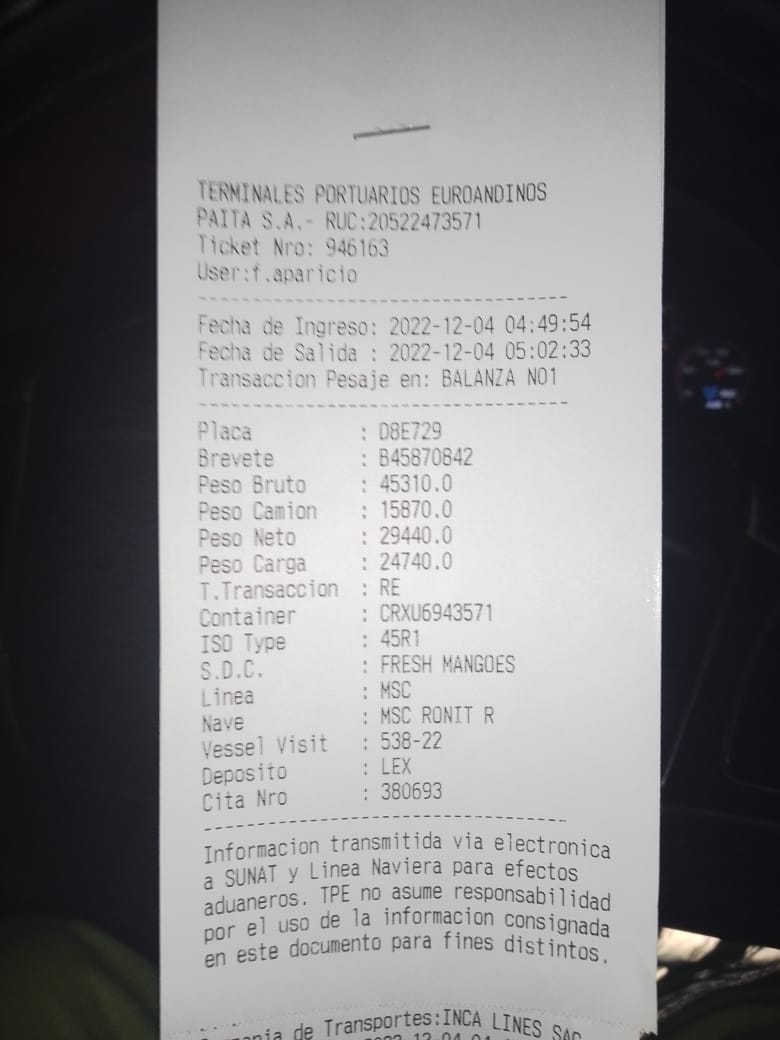 TERMINALES PORTUARIOS EUROANDINOS
PAITA S.A.- RUC:20522473571
Ticket Nro: 946163
User:f.aparicio
-----------------------------------
Fecha de Ingreso: 2022-12-04 04:49:54
Fecha de Salida : 2022-12-04 05:02:33
Transaccion Pesaje en: BALANZA NO1
-----------------------------------
Placa : D8E729
Brevete : B45870842
Peso Bruto : 45310.0
Peso Camion : 15870.0
Peso Neto : 29440.0
Peso Carga : 24740.0
T.Transaccion : RE
Container : CRXU6943571
ISO Type : 45R1
S.D.C. : FRESH MANGOES
Linea : MSC
Nave : MSC RONIT R
Vessel Visit : 538-22
Deposito : LEX
Cita Nro : 380693
-----------------------------------
Informacion transmitida via electronica
a SUNAT y Linea Naviera para efectos
aduaneros. TPE no asume responsabilidad
por el uso de la informacion consignada
en este documento para fines distintos.
de Transportes:INCA LINES SAC